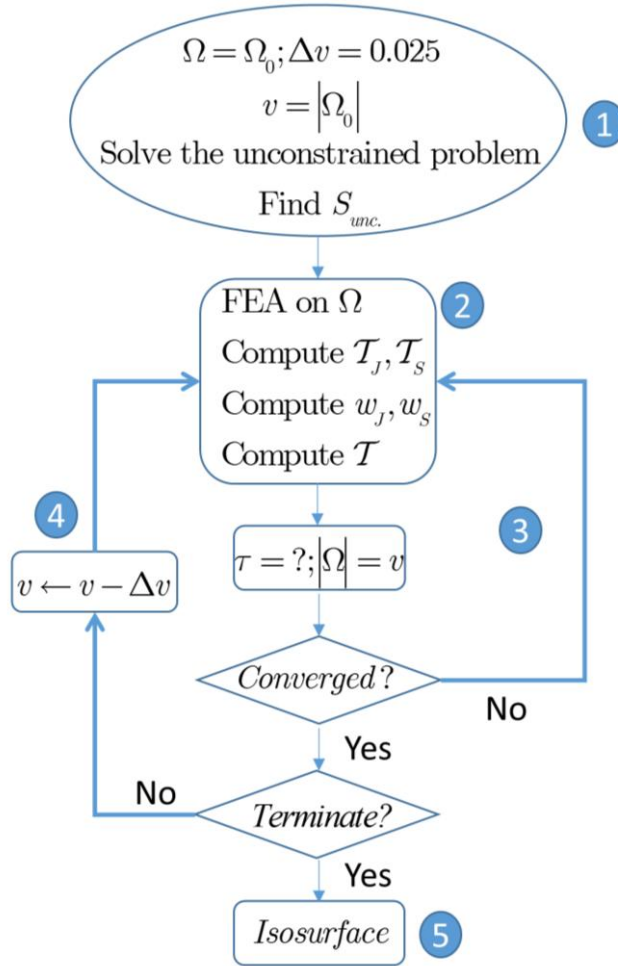 Ω = Ω₀; Δv = 0.025
v = |Ω₀|
Solve the unconstrained problem
Find S_unc.
1
FEA on Ω
2
Compute 𝒯_J, 𝒯_S
Compute w_J, w_S
Compute 𝒯
4
3
τ = ?; |Ω| = v
v ← v − Δv
Converged?
No
Yes
No
Terminate?
Yes
Isosurface
5